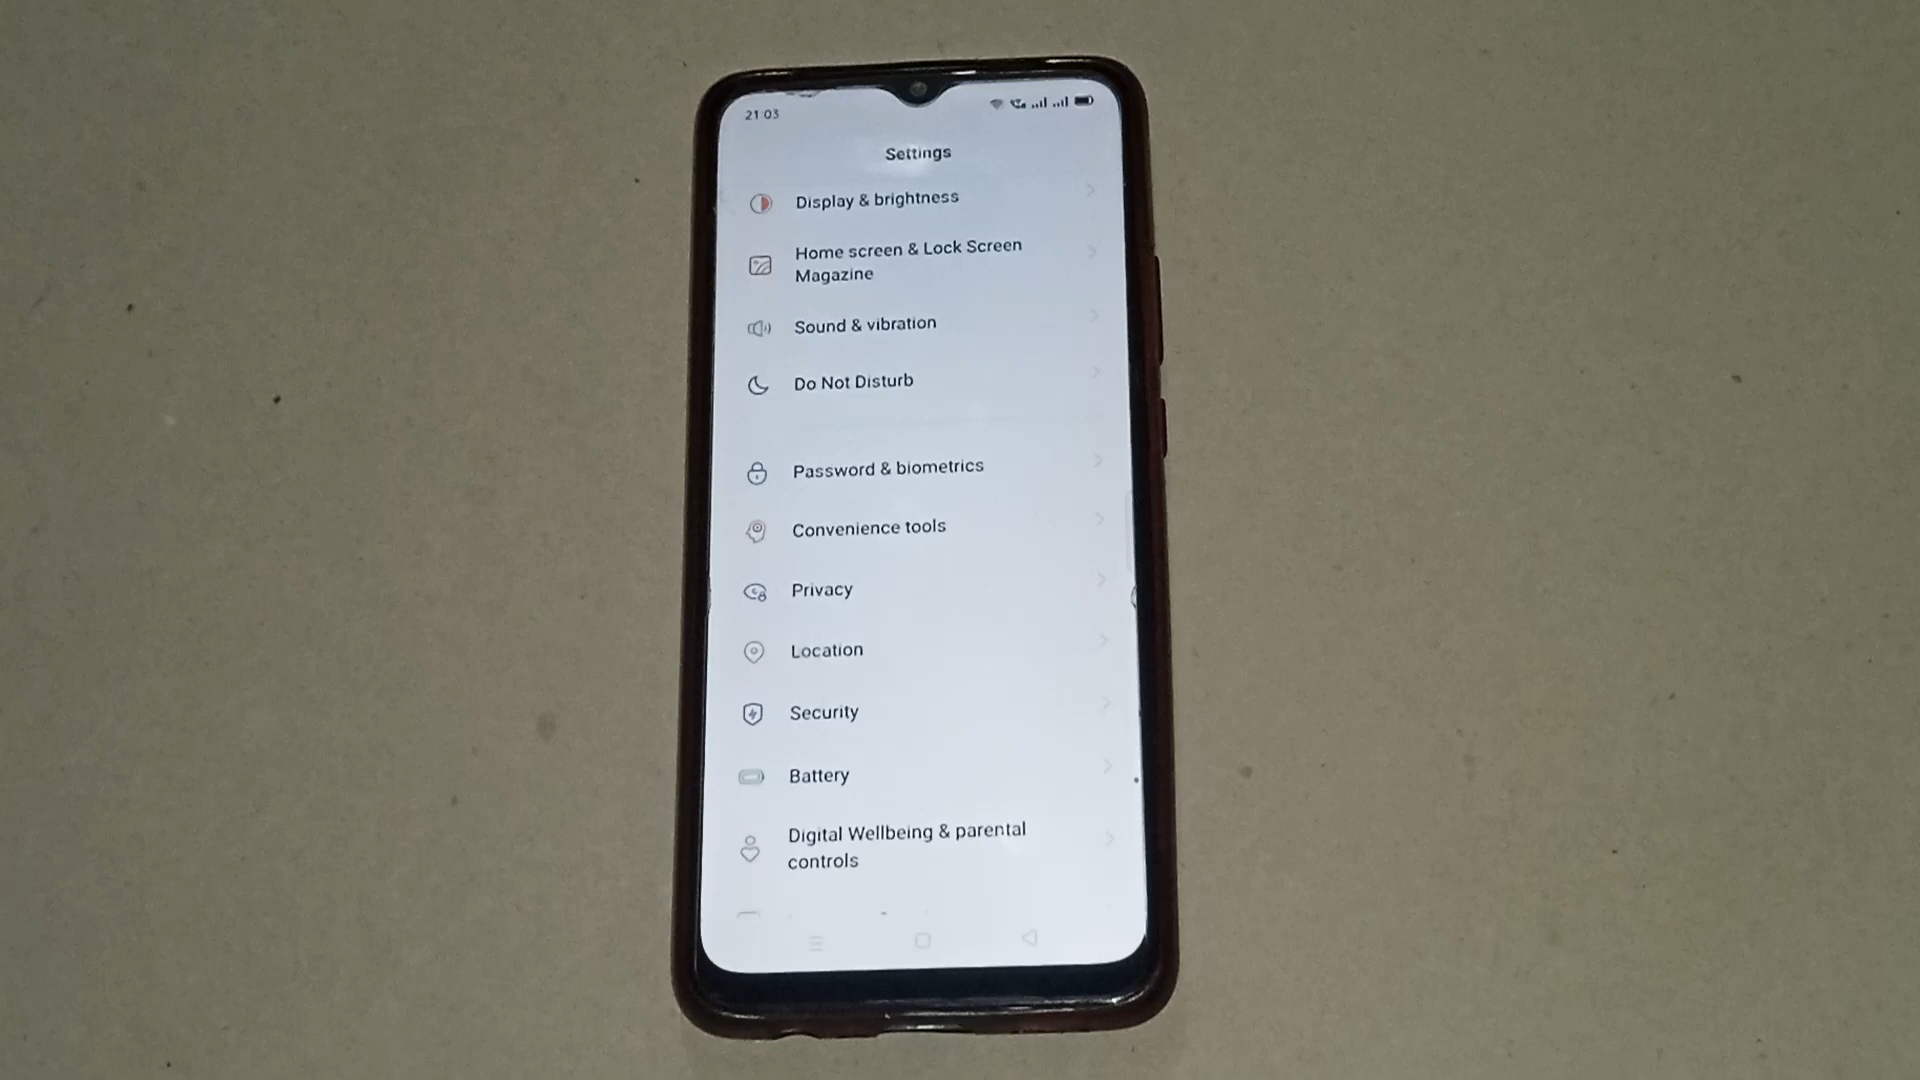 21:03
Settings
Display & brightness
Home screen & Lock Screen
Magazine
Sound & vibration
Do Not Disturb
Password & biometrics
Convenience tools
Privacy
Location
Security
Battery
Digital Wellbeing & parental
controls